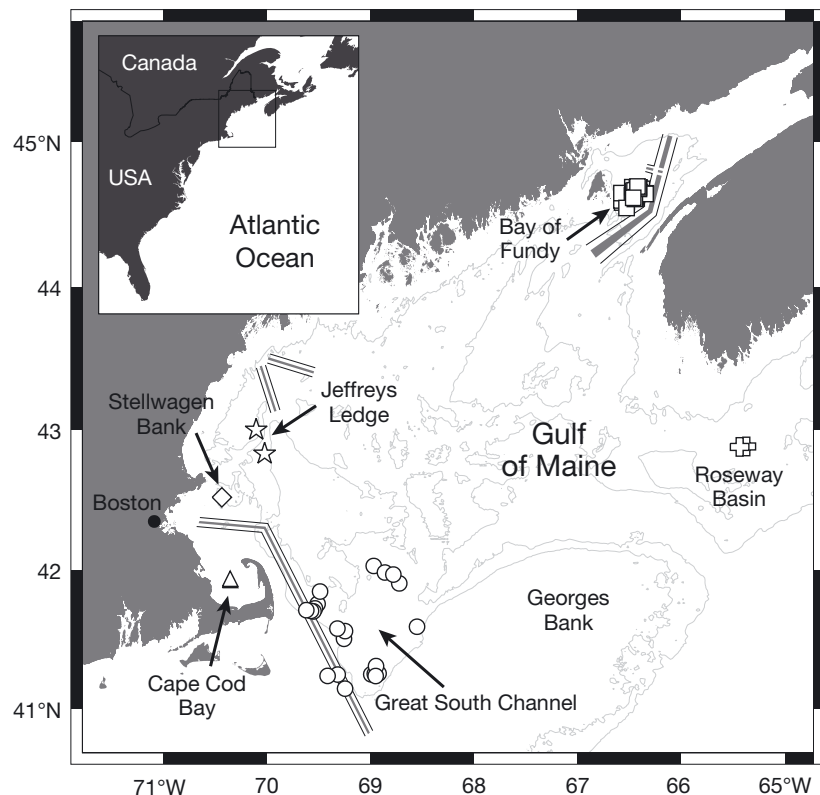 Canada
USA
Atlantic
Ocean
45°N
44
43
42
41°N
Bay of
Fundy
Jeffreys
Ledge
Stellwagen
Bank
Gulf
of Maine
Roseway
Basin
Boston
Georges
Bank
Cape Cod
Bay
Great South Channel
71°W
70
69
68
67
66
65°W